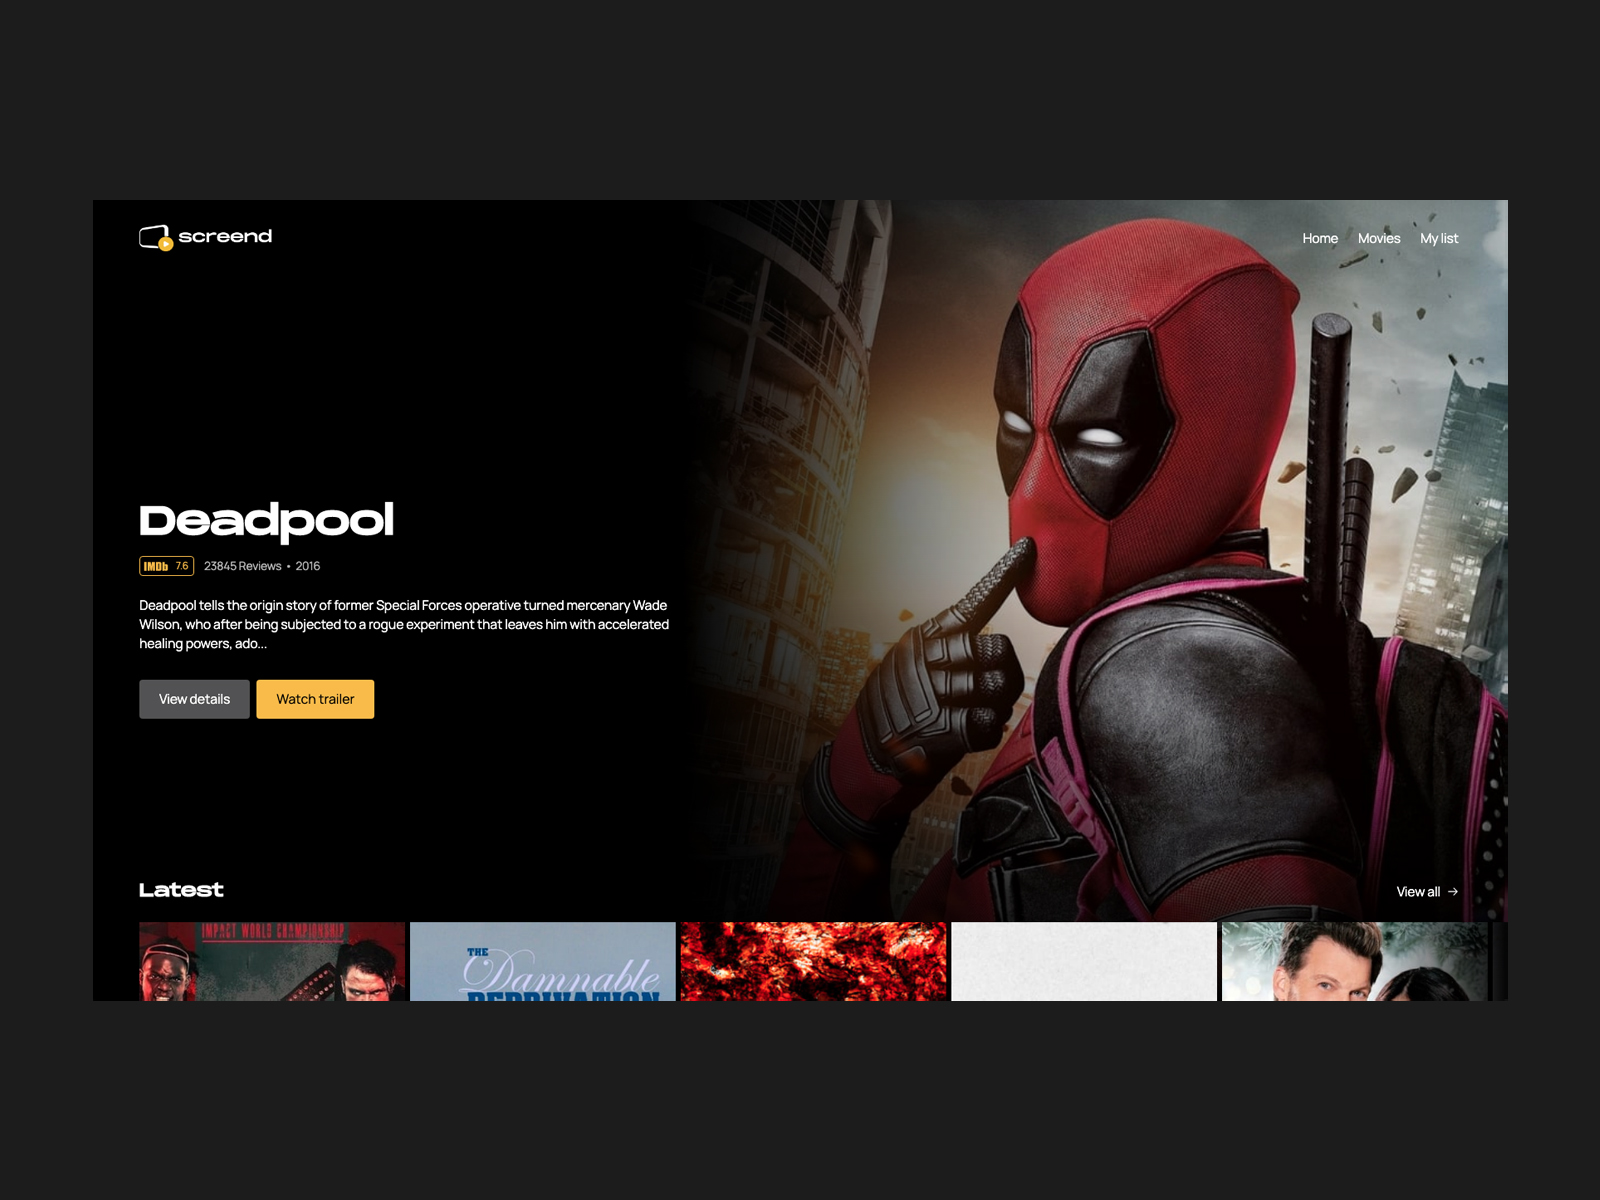 screend
Home Movies My list
Deadpool
IMDb 7.6 23845 Reviews • 2016
Deadpool tells the origin story of former Special Forces operative turned mercenary Wade
Wilson, who after being subjected to a rogue experiment that leaves him with accelerated
healing powers, ado...
View details Watch trailer
Latest
View all →
IMPACT WORLD CHAMPIONSHIP
THE
Damnable
DEPRIVATION